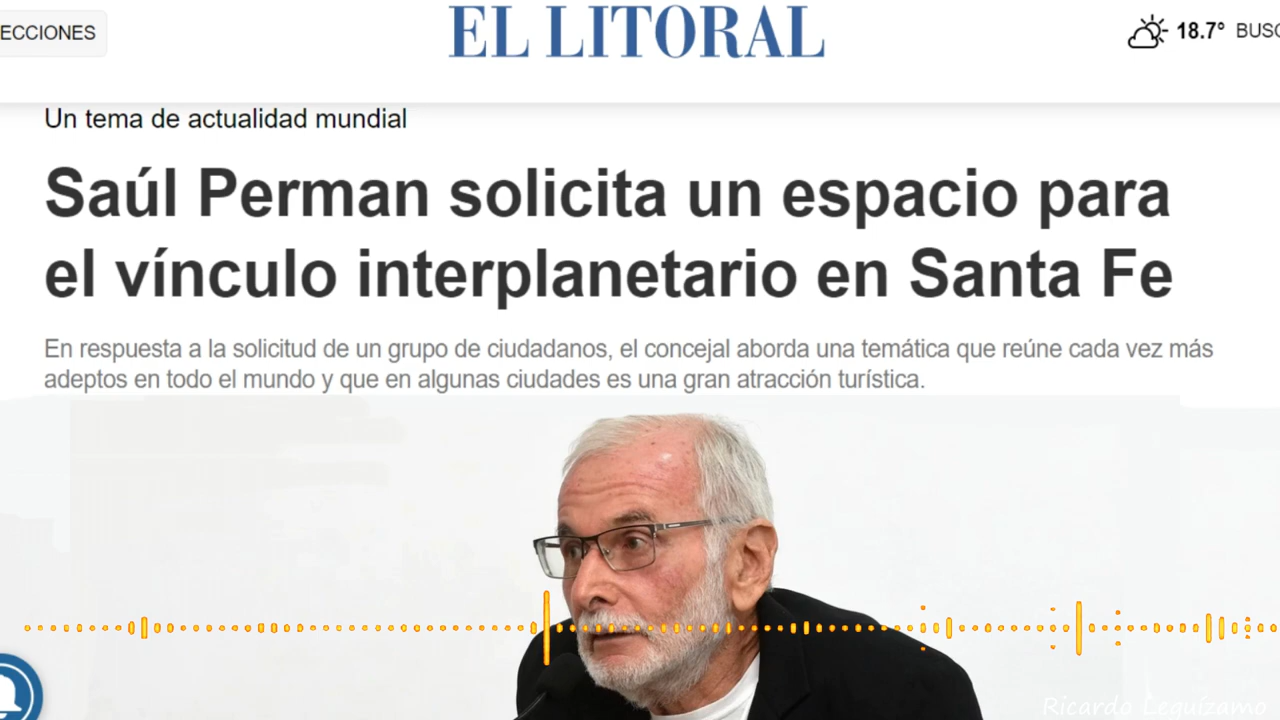 ECCIONES
EL LITORAL
18.7° BUSC
Un tema de actualidad mundial
Saúl Perman solicita un espacio para
el vínculo interplanetario en Santa Fe
En respuesta a la solicitud de un grupo de ciudadanos, el concejal aborda una temática que reúne cada vez más
adeptos en todo el mundo y que en algunas ciudades es una gran atracción turística.
Ricardo Leguízamo